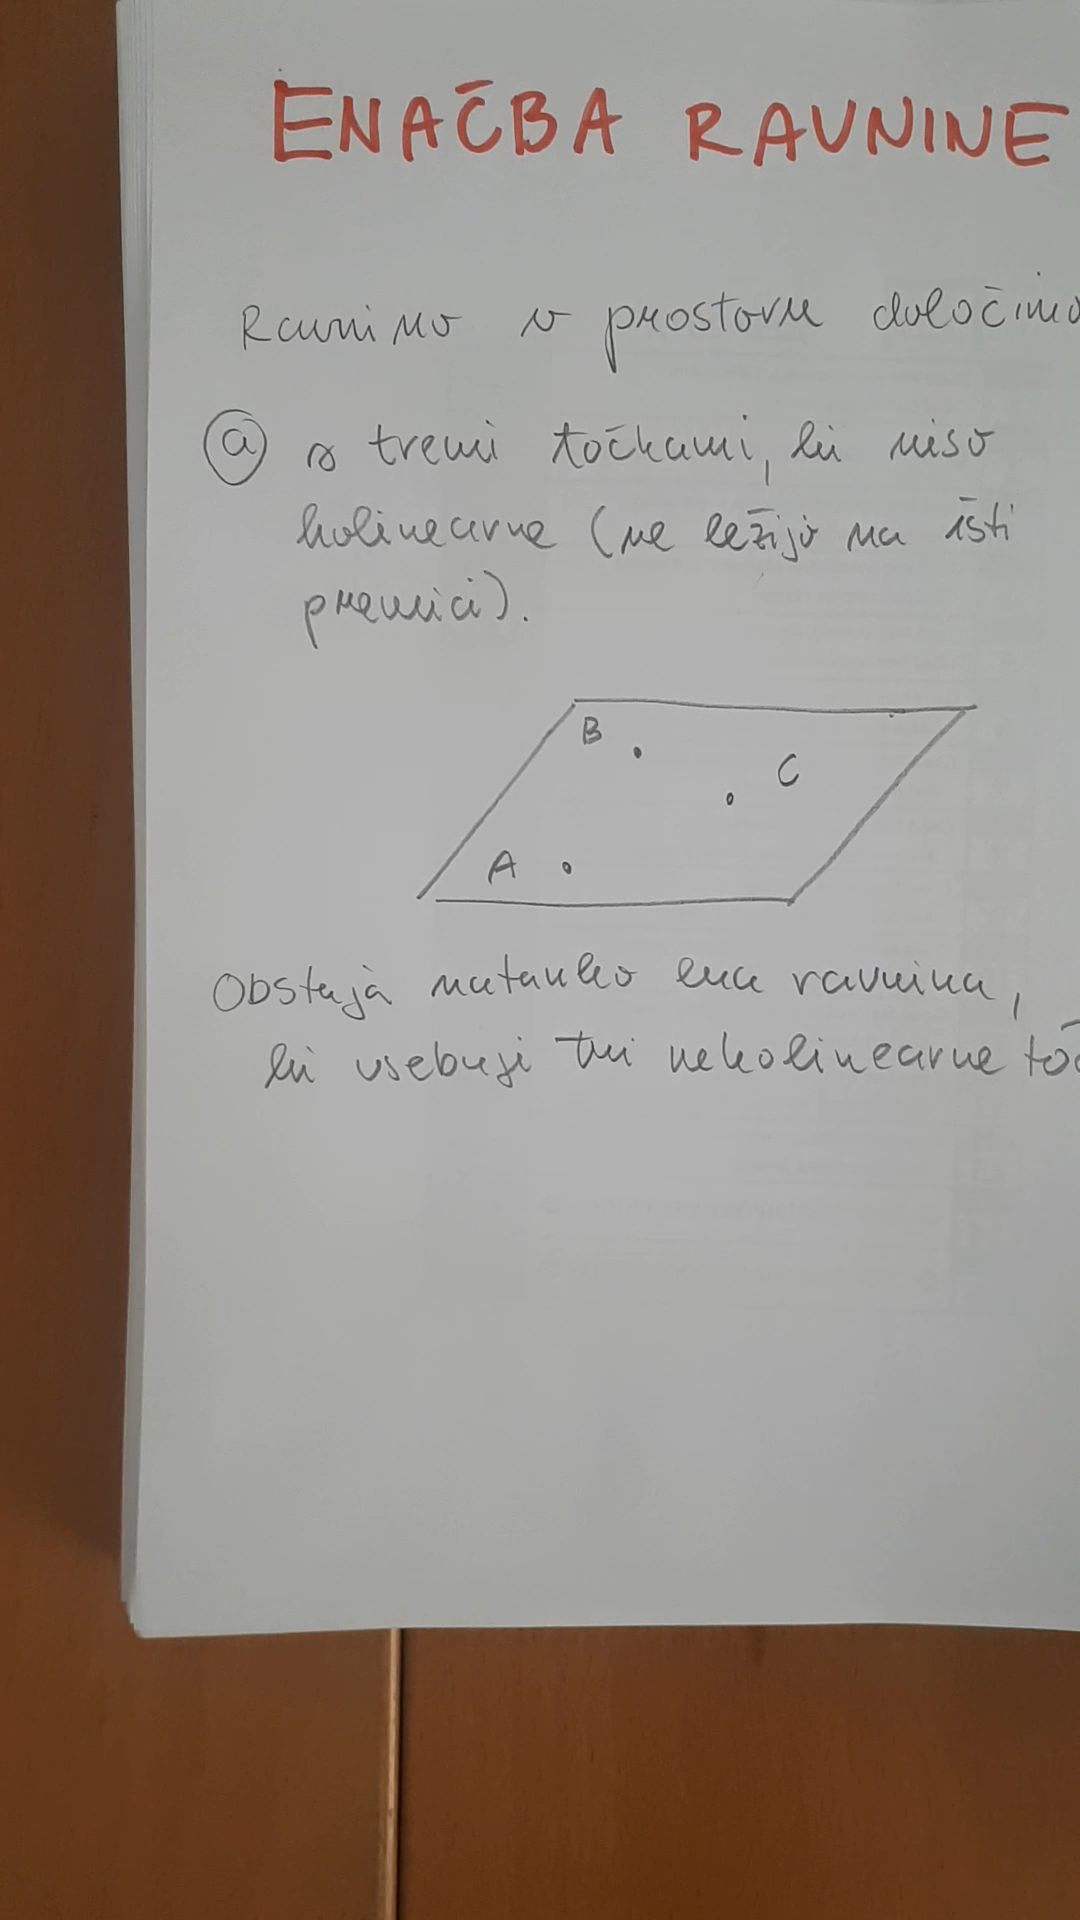 ENAČBA RAVNINE
Ravnino v prostoru določimo
a s tremi točkami, ki niso
kolinearne (ne ležijo na isti
premici).
B
C
A
Obstaja natanko ena ravnina,
ki vsebuje tri nekolinearne toč